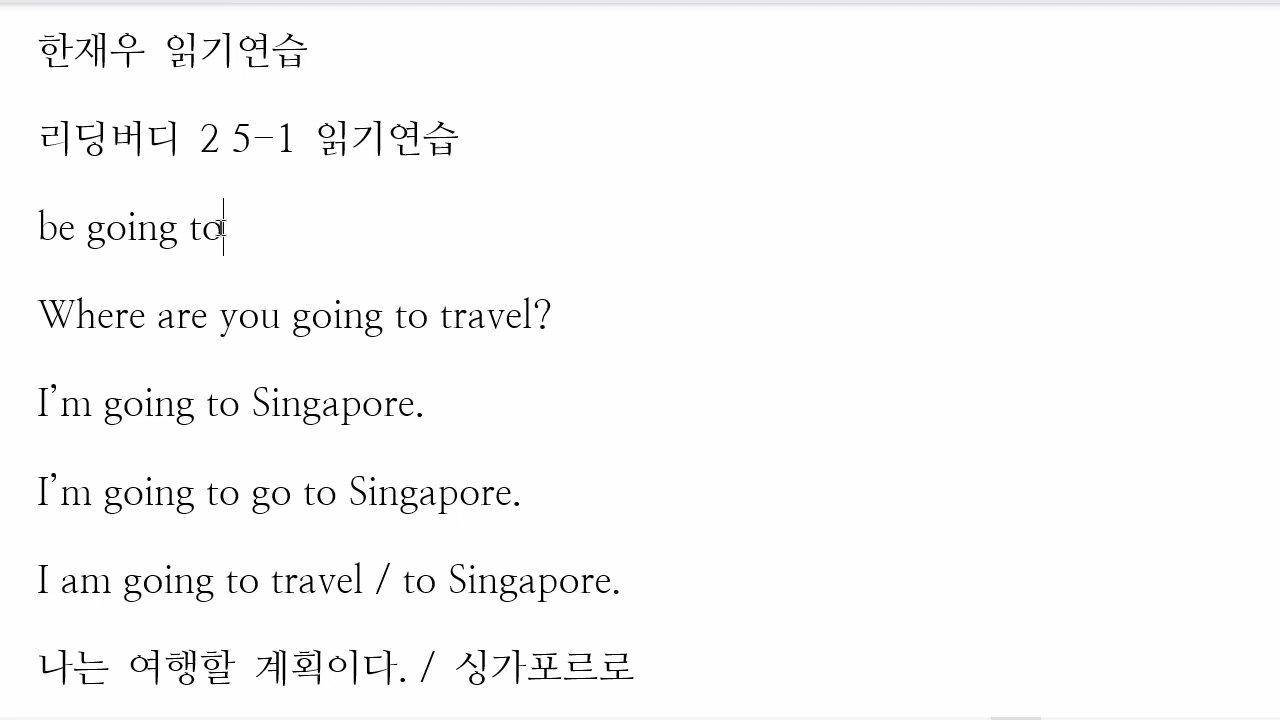 한재우 읽기연습
리딩버디 2 5-1 읽기연습
be going to
Where are you going to travel?
I’m going to Singapore.
I’m going to go to Singapore.
I am going to travel / to Singapore.
나는 여행할 계획이다. / 싱가포르로